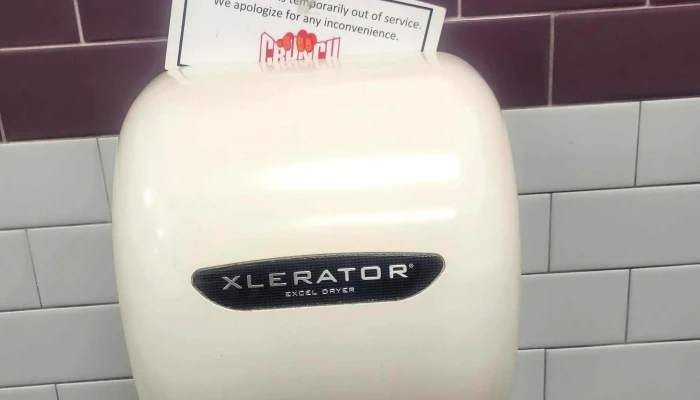 temporarily out of service.
We apologize for any inconvenience.
CRUNCH
XLERATOR®
EXCEL DRYER